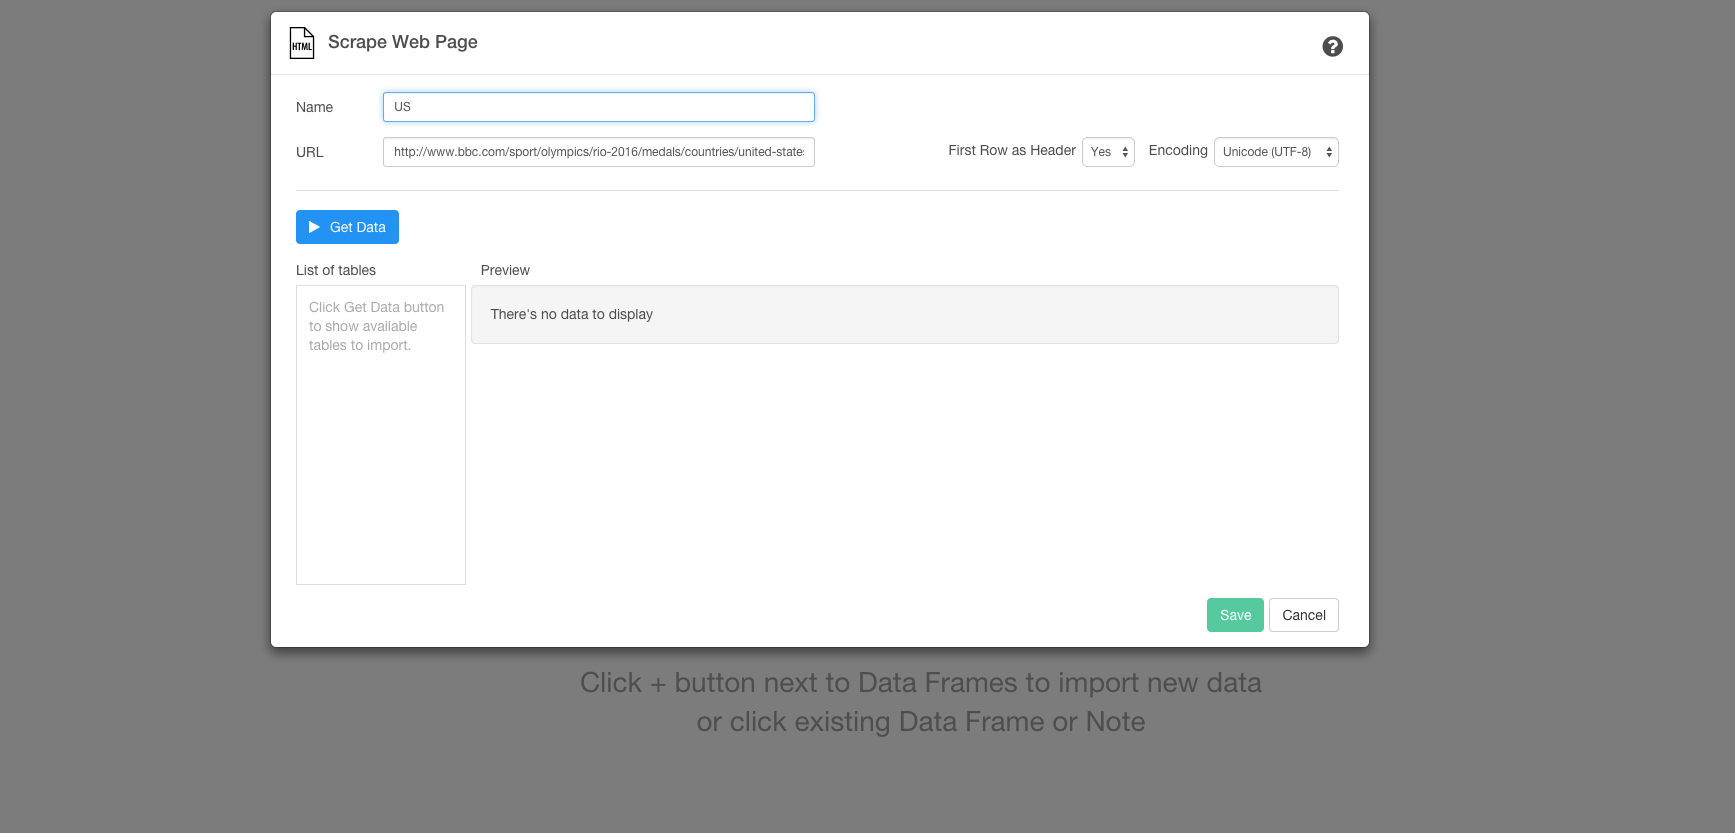 HTML
Scrape Web Page
?
Name
US
URL
http://www.bbc.com/sport/olympics/rio-2016/medals/countries/united-state
First Row as Header
Yes
Encoding
Unicode (UTF-8)
Get Data
List of tables
Preview
Click Get Data button
to show available
tables to import.
There's no data to display
Save
Cancel
Click + button next to Data Frames to import new data
or click existing Data Frame or Note